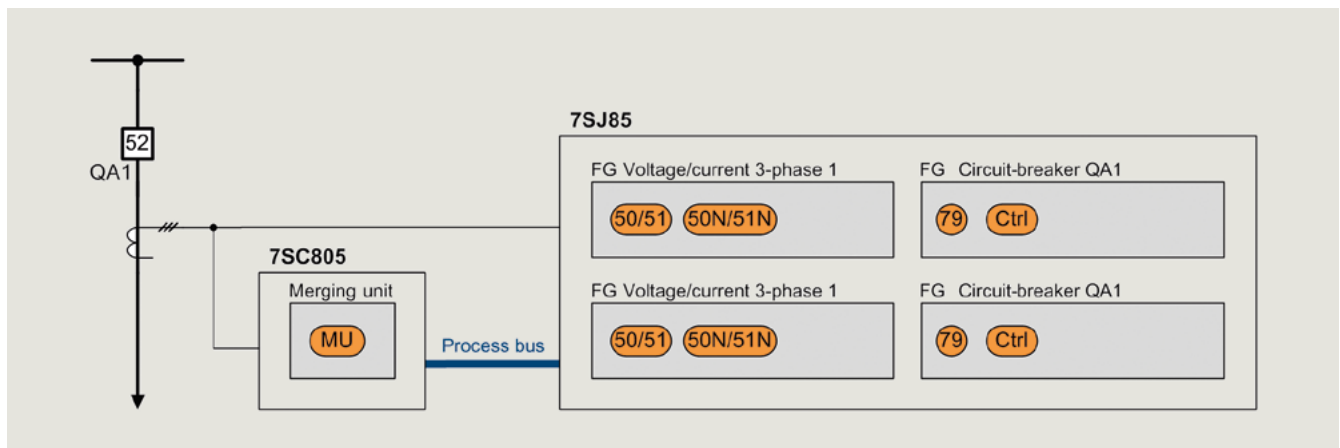 7SJ85
52
QA1
FG Voltage/current 3-phase 1
FG Circuit-breaker QA1
50/51 50N/51N
79 Ctrl
7SC805
Merging unit
MU
Process bus
FG Voltage/current 3-phase 1
FG Circuit-breaker QA1
50/51 50N/51N
79 Ctrl